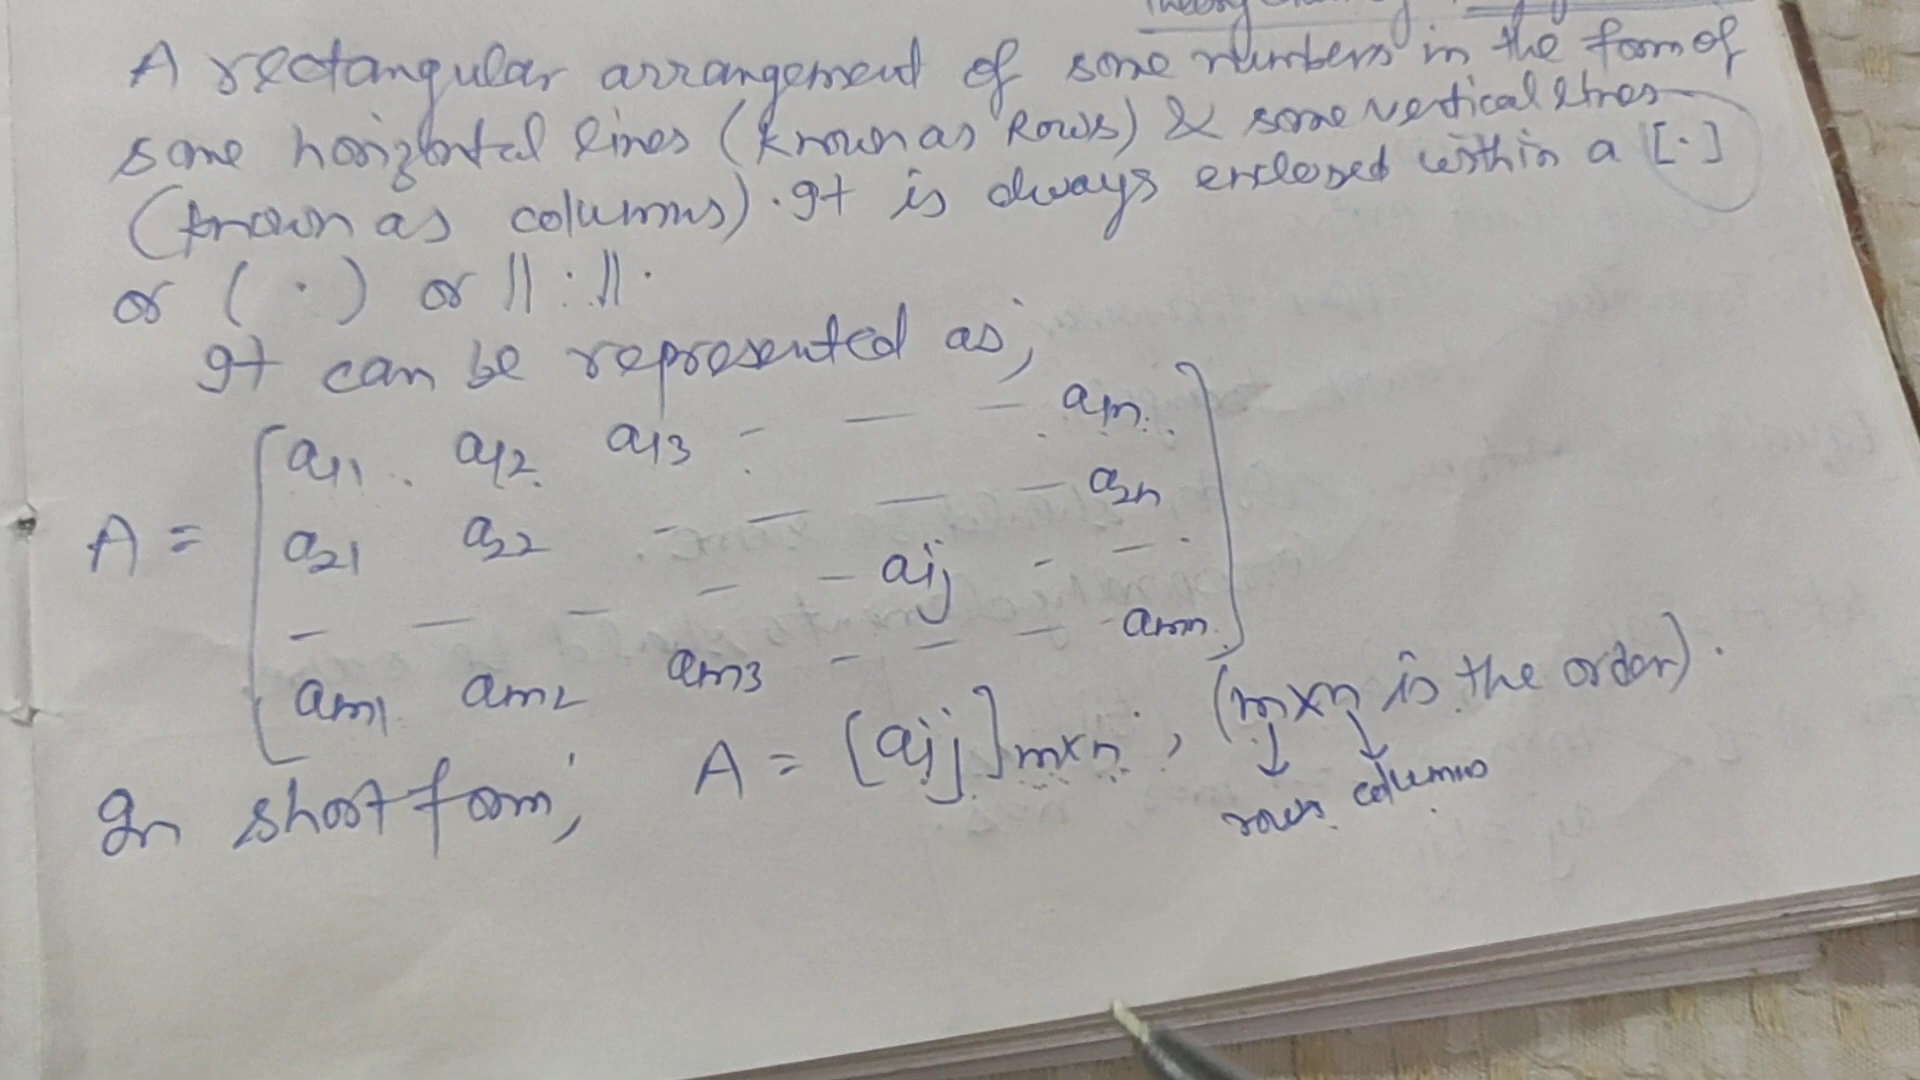 A rectangular arrangement of some numbers in the form of
some horizontal lines (known as Rows) & some vertical lines
(known as columns). It is always enclosed within a [·]
or (·) or ||:||.
It can be represented as,
a11 a12 a13 - - - a1n
A = a21 a22 - - - - a2n
- - - - - aij - - -
am1 am2 am3 - - - amn
In short form, A = [aij]m×n, (m×n is the order).
rows columns